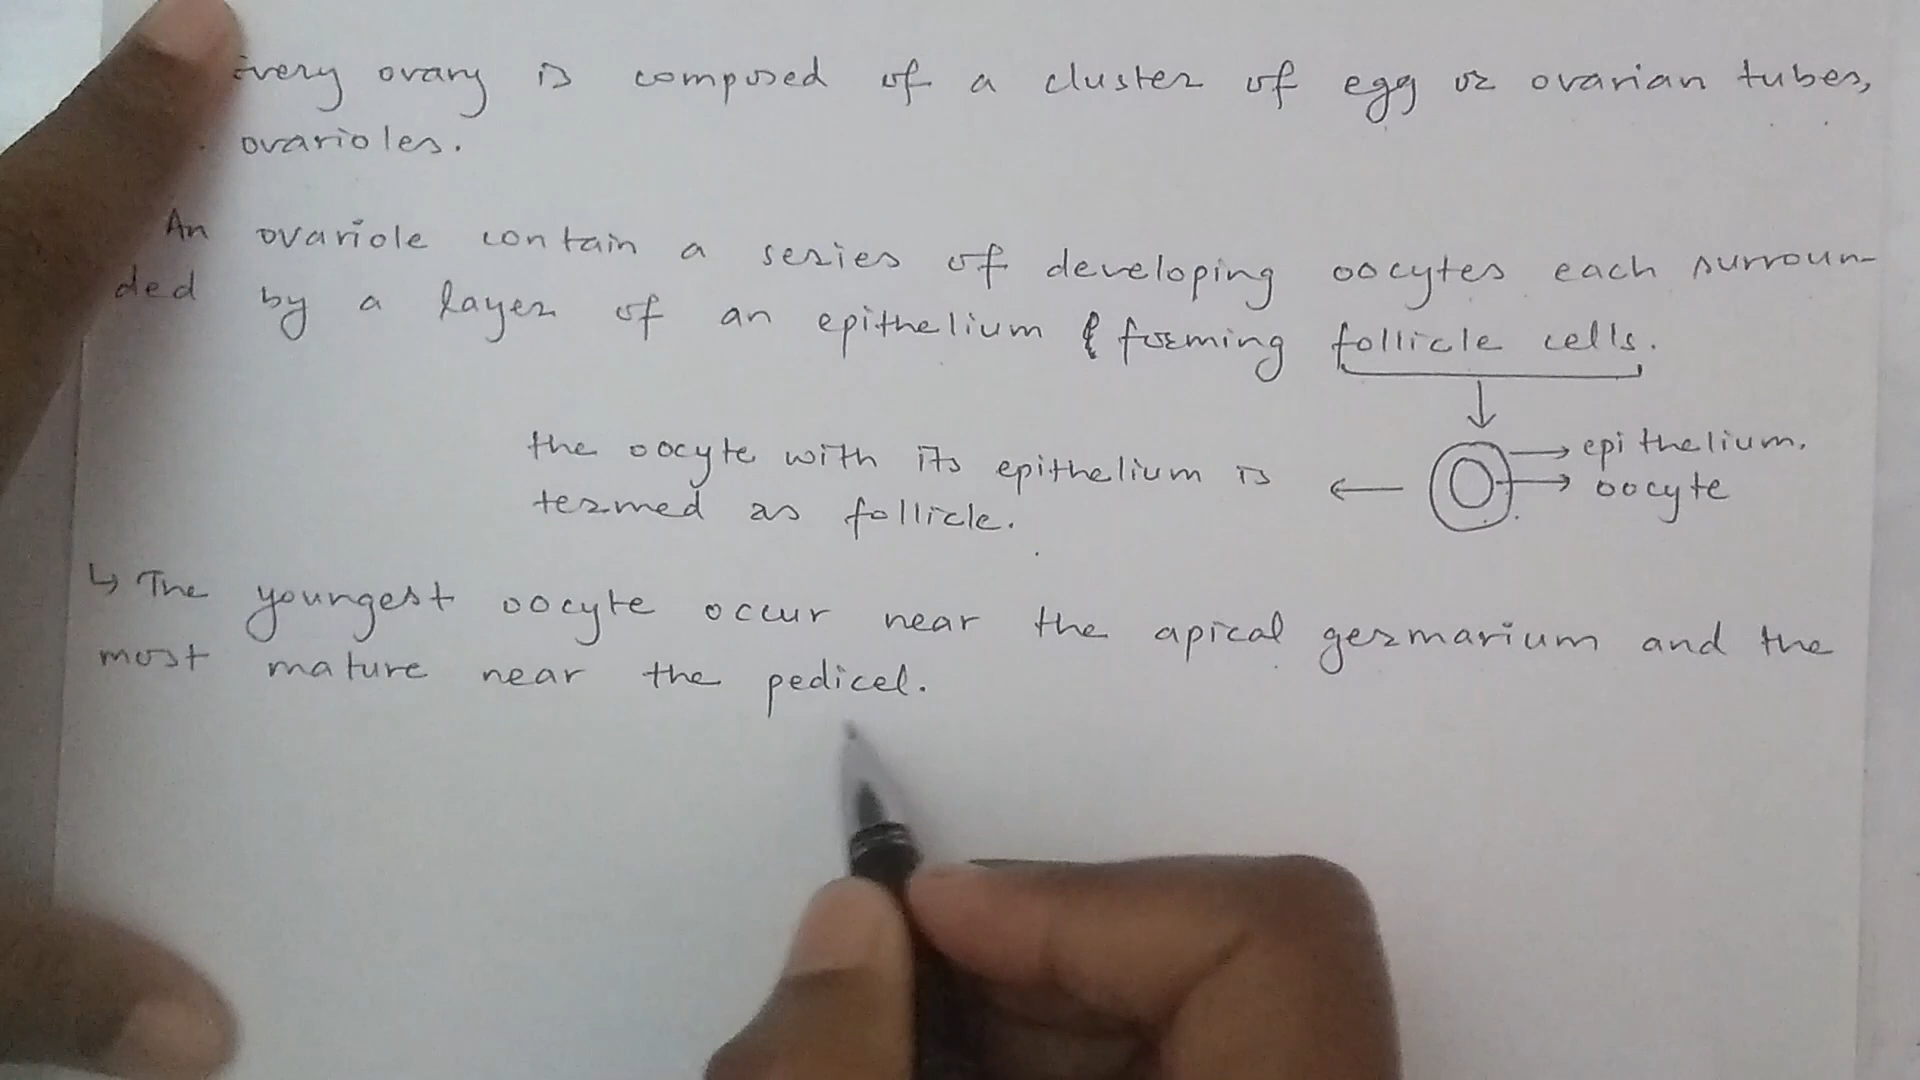 Every ovary is composed of a cluster of egg or ovarian tubes,
ovarioles.
An ovariole contain a series of developing oocytes each surroun-
ded by a layer of an epithelium & forming follicle cells.
the oocyte with its epithelium is
termed as follicle.
epithelium.
oocyte
↳ The youngest oocyte occur near the apical germarium and the
most mature near the pedicel.